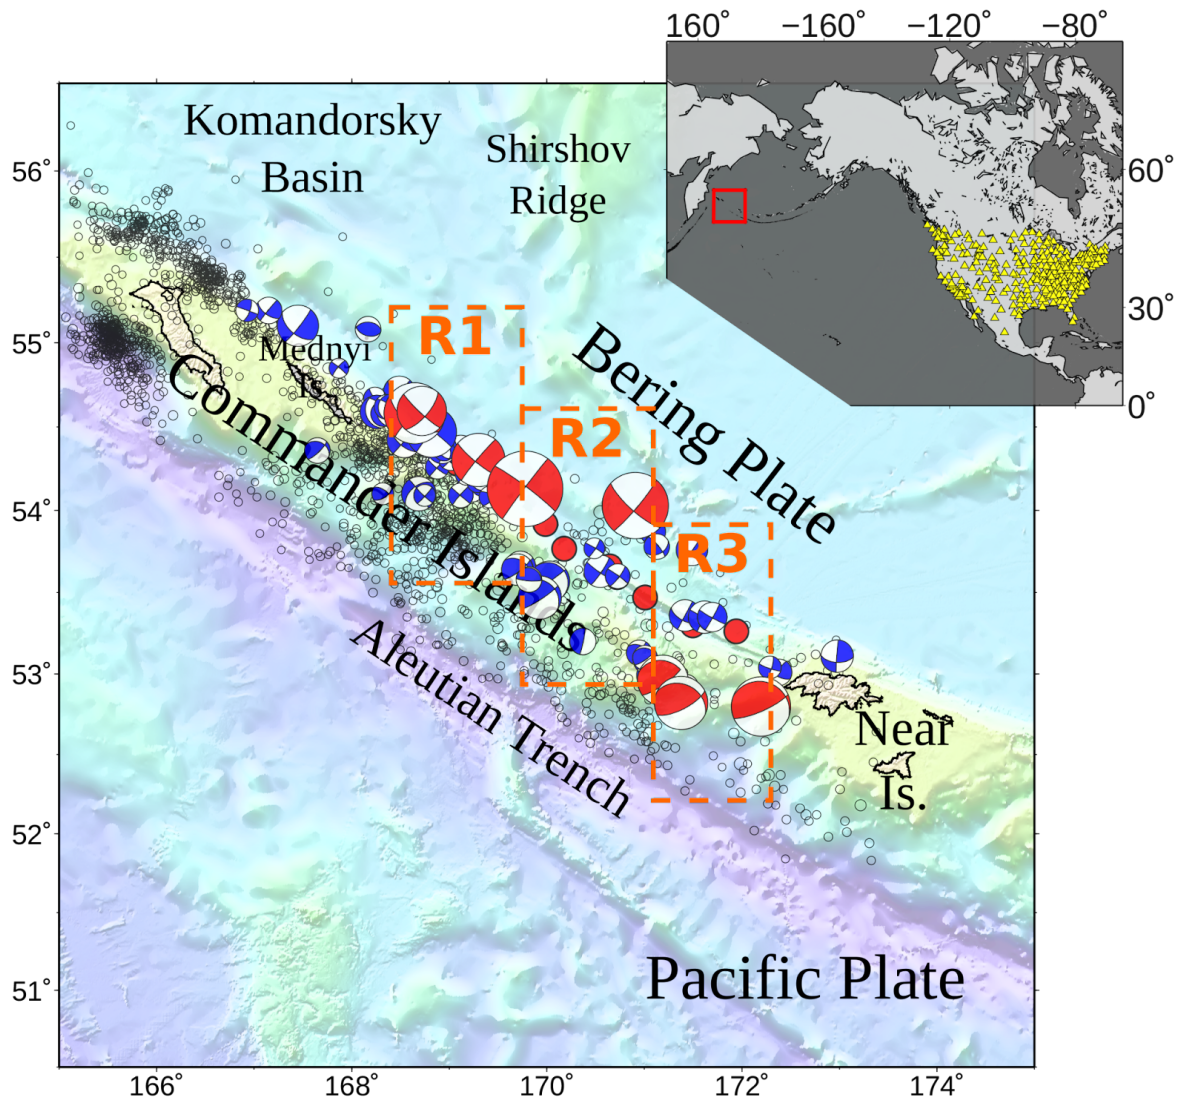 160° −160° −120° −80°
60°
30°
0°
56°
55°
54°
53°
52°
51°
166° 168° 170° 172° 174°
Komandorsky
Basin
Shirshov
Ridge
R1
Mednyi
Is.
Bering Plate
R2
Commander Islands
R3
Aleutian Trench
Near
Is.
Pacific Plate